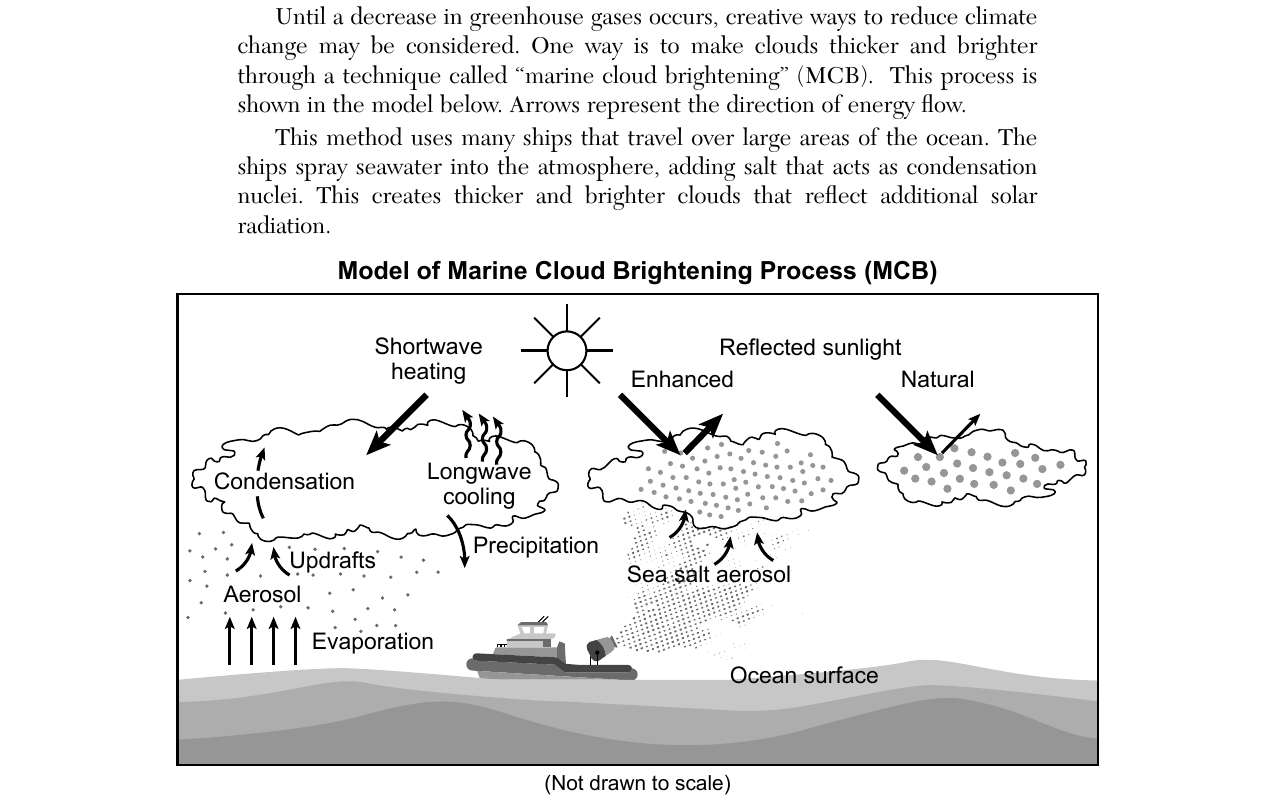 Until a decrease in greenhouse gases occurs, creative ways to reduce climate
change may be considered. One way is to make clouds thicker and brighter
through a technique called “marine cloud brightening” (MCB). This process is
shown in the model below. Arrows represent the direction of energy flow.
This method uses many ships that travel over large areas of the ocean. The
ships spray seawater into the atmosphere, adding salt that acts as condensation
nuclei. This creates thicker and brighter clouds that reflect additional solar
radiation.
Model of Marine Cloud Brightening Process (MCB)
Shortwave
heating
Reflected sunlight
Enhanced
Natural
Condensation
Longwave
cooling
Precipitation
Updrafts
Aerosol
Evaporation
Sea salt aerosol
Ocean surface
(Not drawn to scale)